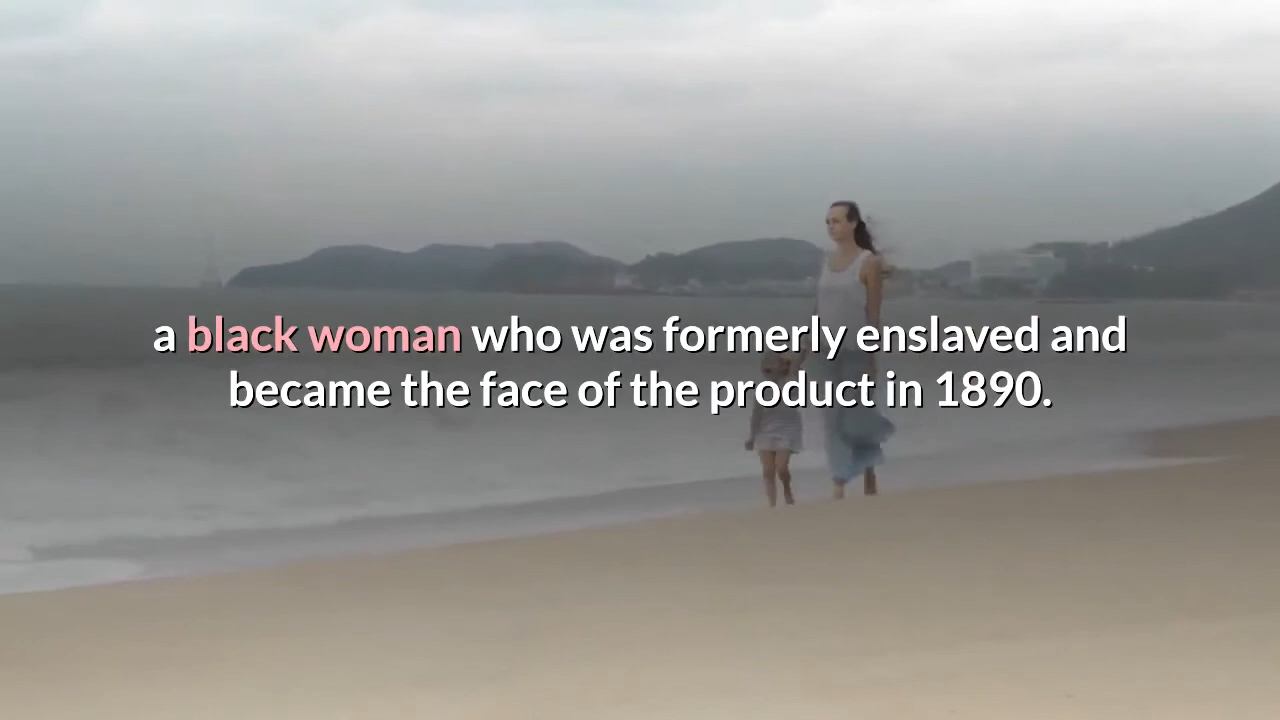 a black woman who was formerly enslaved and
became the face of the product in 1890.